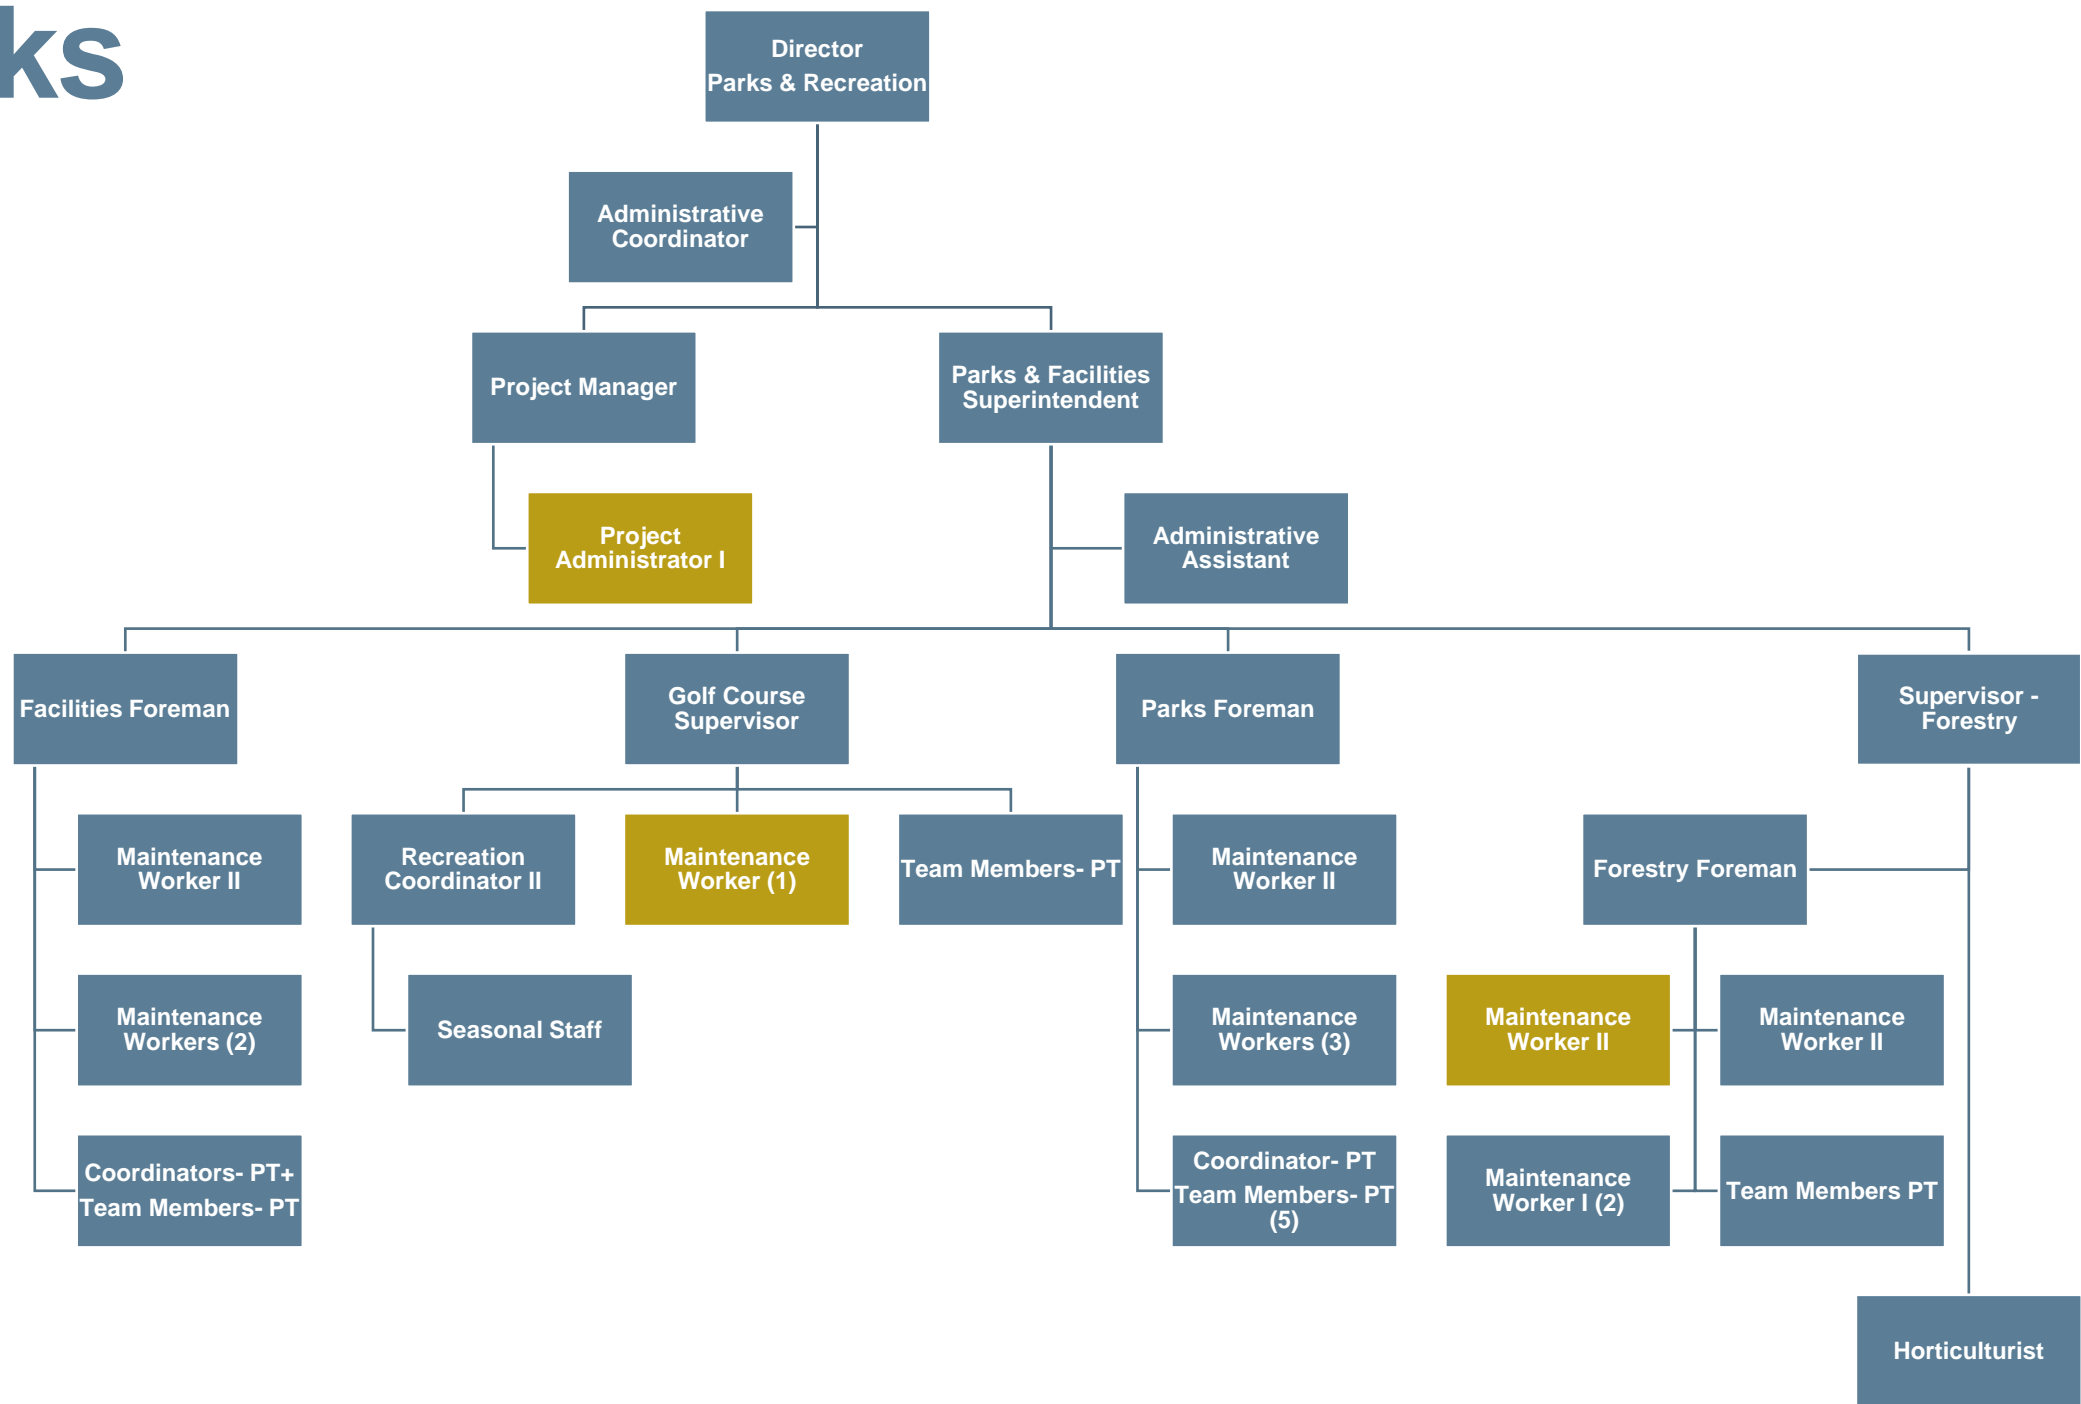 ks
Director
Parks & Recreation
Administrative
Coordinator
Project Manager
Parks & Facilities
Superintendent
Project
Administrator I
Administrative
Assistant
Facilities Foreman
Golf Course
Supervisor
Parks Foreman
Supervisor -
Forestry
Maintenance
Worker II
Recreation
Coordinator II
Maintenance
Worker (1)
Team Members- PT
Maintenance
Worker II
Forestry Foreman
Maintenance
Workers (2)
Seasonal Staff
Maintenance
Workers (3)
Maintenance
Worker II
Maintenance
Worker II
Coordinators- PT+
Team Members- PT
Coordinator- PT
Team Members- PT
(5)
Maintenance
Worker I (2)
Team Members PT
Horticulturist